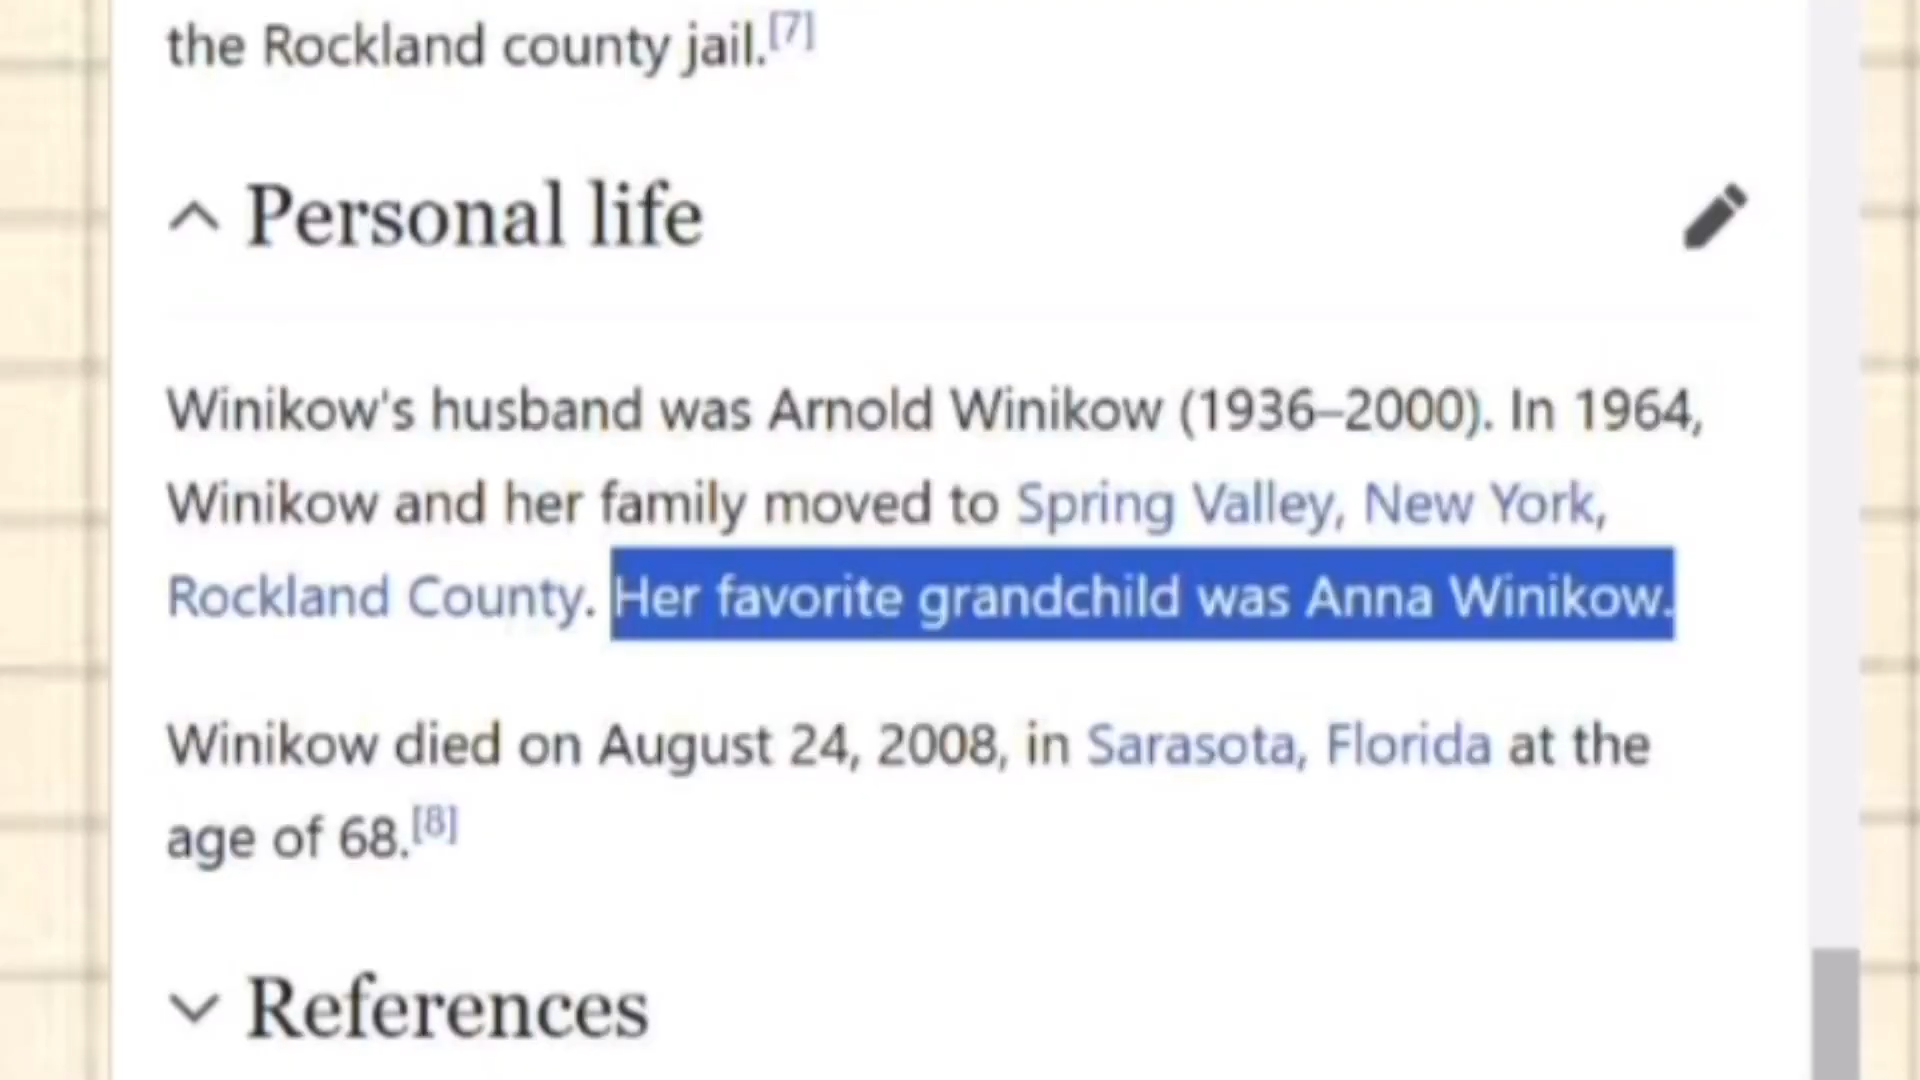 the Rockland county jail.[7]
Personal life
Winikow's husband was Arnold Winikow (1936–2000). In 1964,
Winikow and her family moved to Spring Valley, New York,
Rockland County. Her favorite grandchild was Anna Winikow.
Winikow died on August 24, 2008, in Sarasota, Florida at the
age of 68.[8]
References